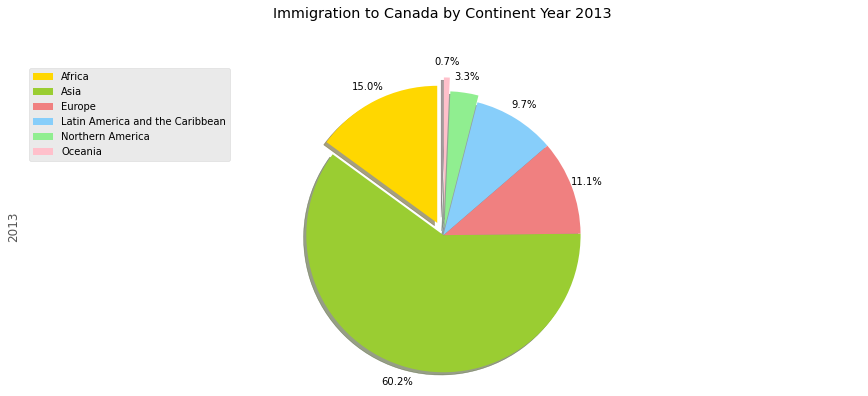 Immigration to Canada by Continent Year 2013
Africa
Asia
Europe
Latin America and the Caribbean
Northern America
Oceania
0.7%
3.3%
15.0%
9.7%
11.1%
2013
60.2%